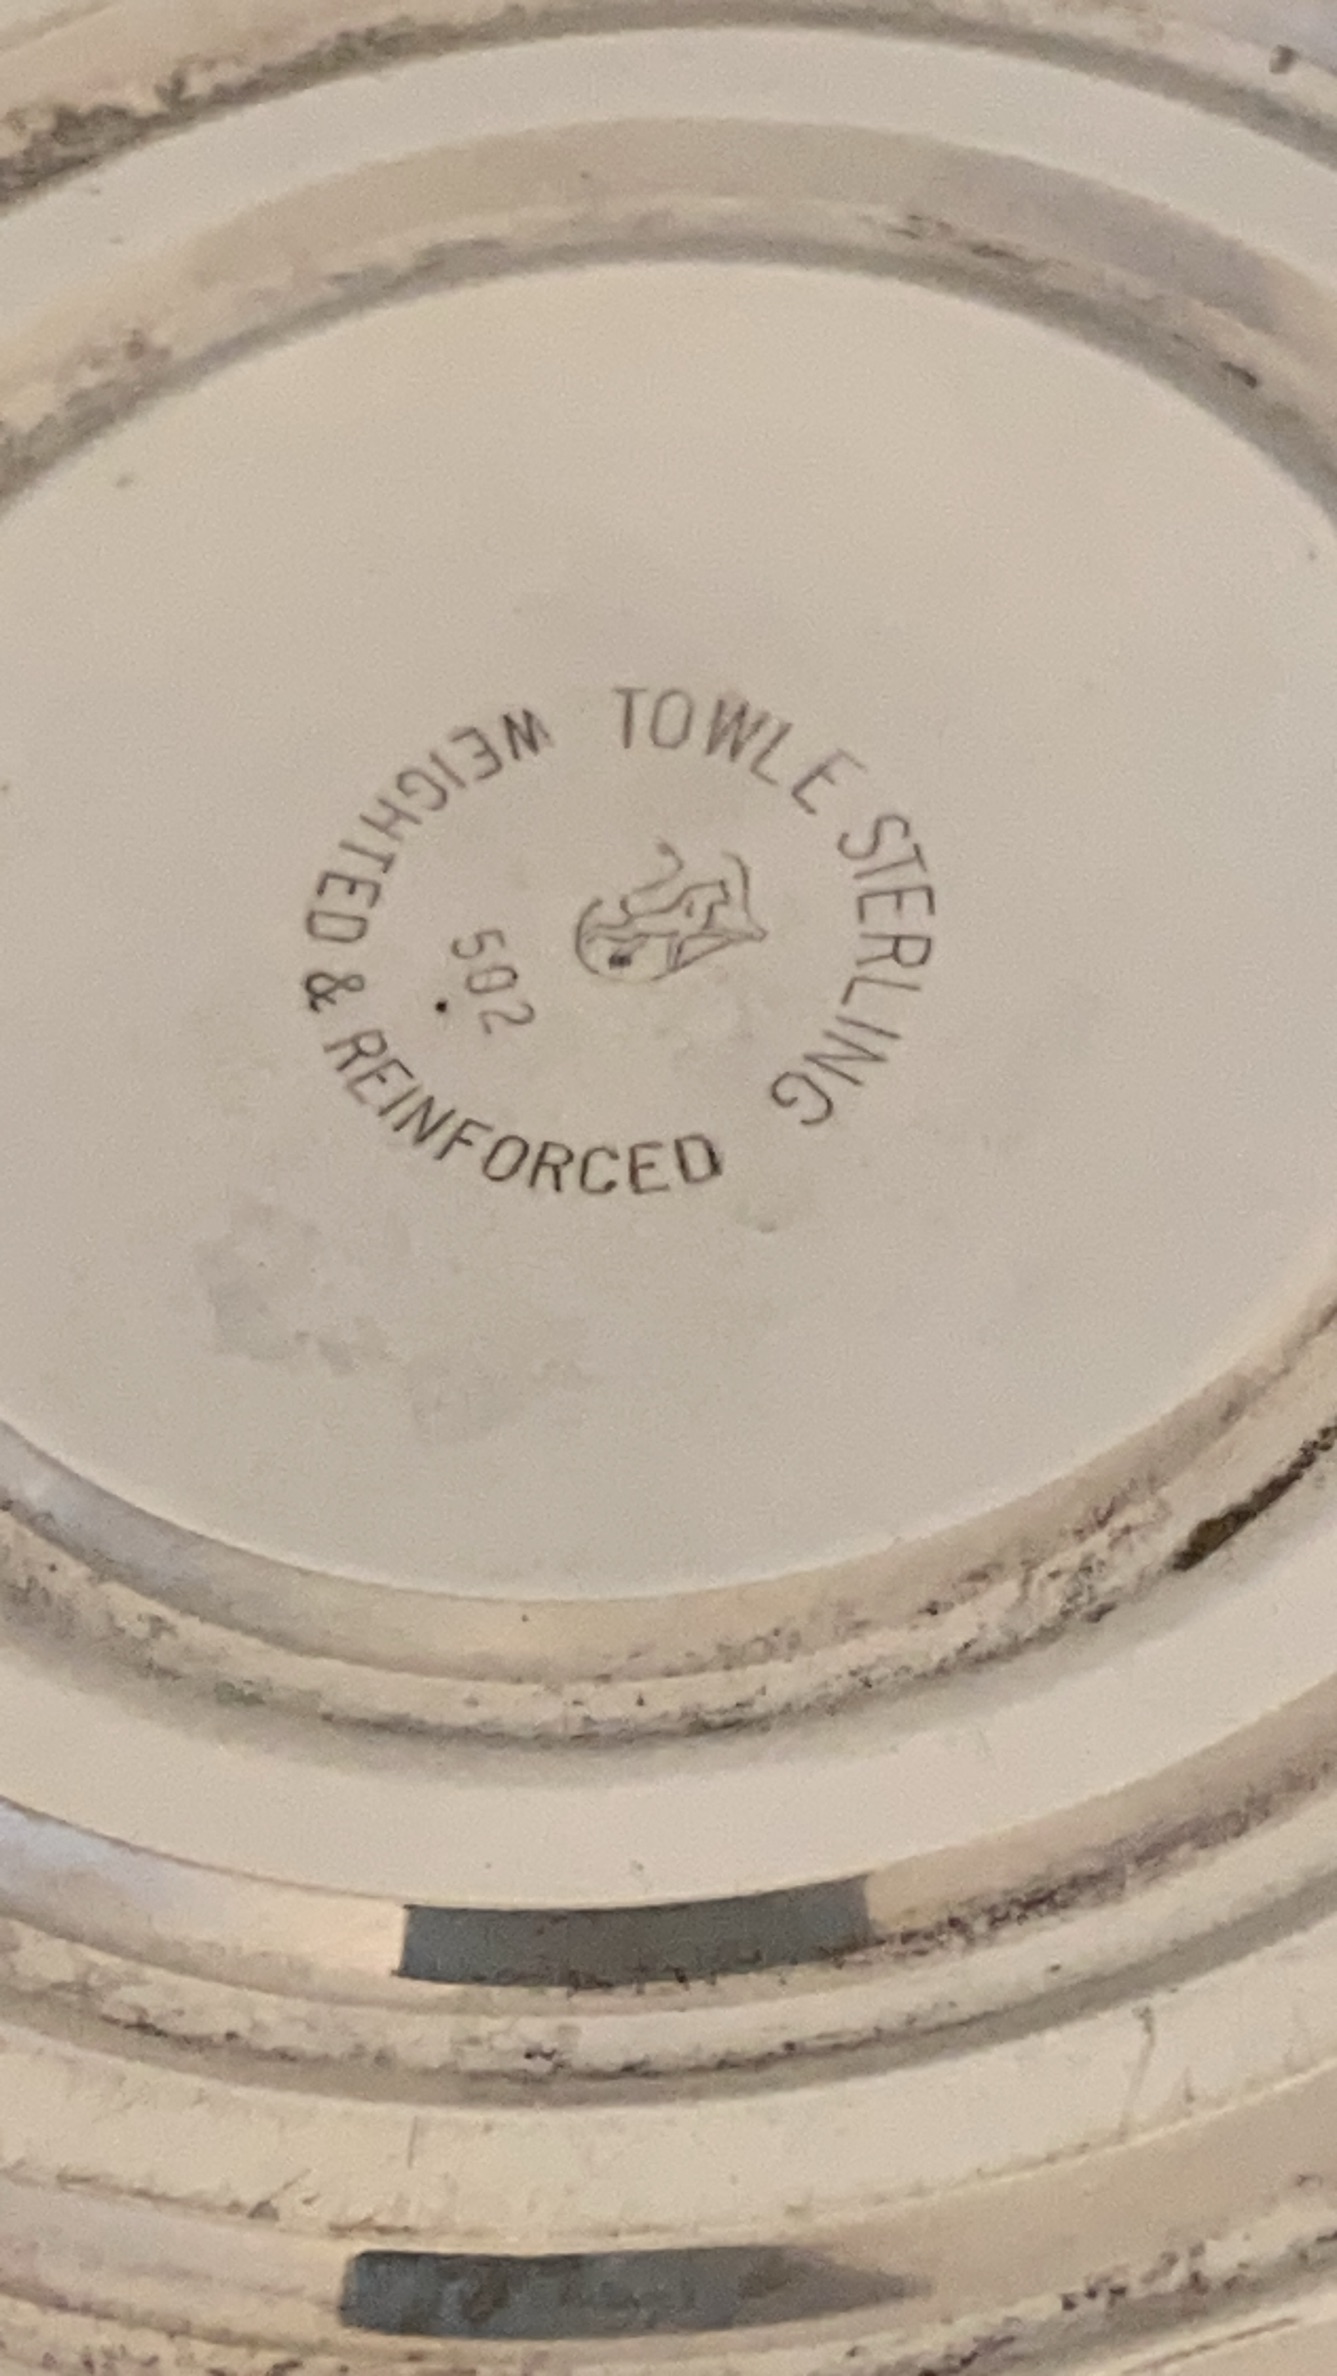 TOWLE STERLING
WEIGHTED & REINFORCED
502